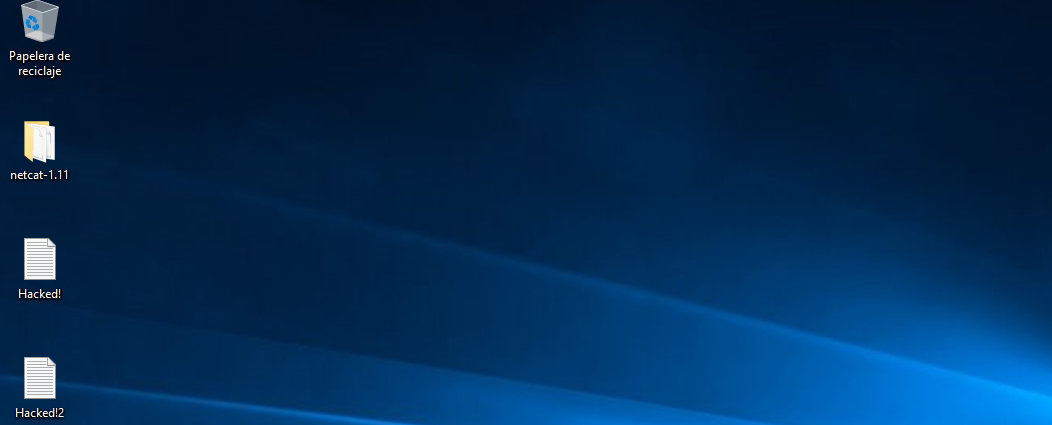 Papelera de
reciclaje
netcat-1.11
Hacked!
Hacked!2